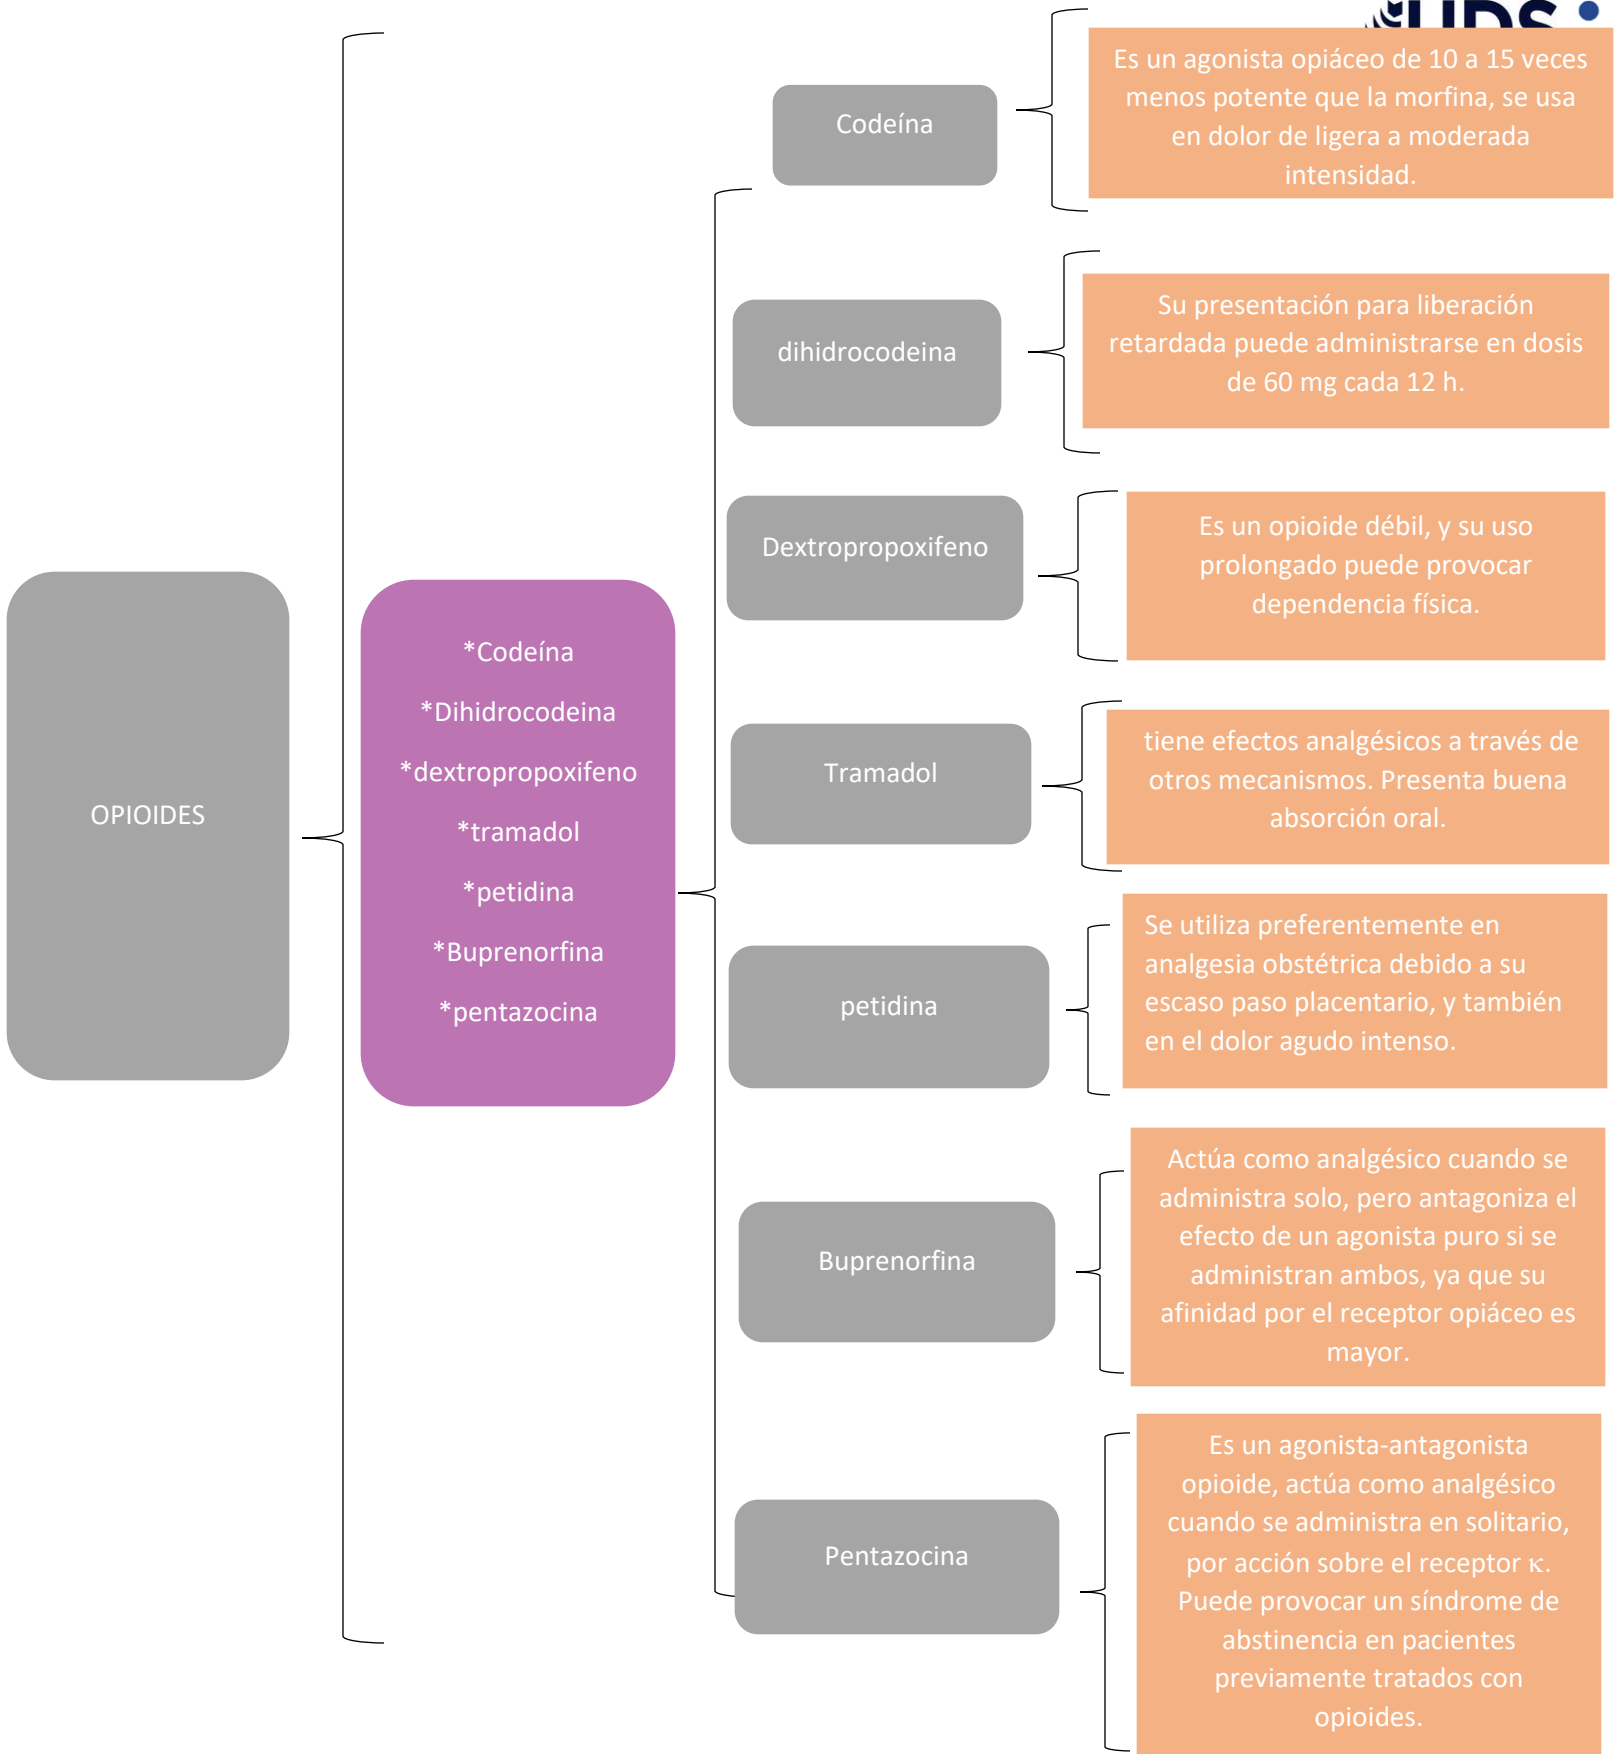 UDS
Codeína
Es un agonista opiáceo de 10 a 15 veces
menos potente que la morfina, se usa
en dolor de ligera a moderada
intensidad.
dihidrocodeina
Su presentación para liberación
retardada puede administrarse en dosis
de 60 mg cada 12 h.
Dextropropoxifeno
Es un opioide débil, y su uso
prolongado puede provocar
dependencia física.
OPIOIDES
*Codeína
*Dihidrocodeina
*dextropropoxifeno
*tramadol
*petidina
*Buprenorfina
*pentazocina
Tramadol
tiene efectos analgésicos a través de
otros mecanismos. Presenta buena
absorción oral.
petidina
Se utiliza preferentemente en
analgesia obstétrica debido a su
escaso paso placentario, y también
en el dolor agudo intenso.
Buprenorfina
Actúa como analgésico cuando se
administra solo, pero antagoniza el
efecto de un agonista puro si se
administran ambos, ya que su
afinidad por el receptor opiáceo es
mayor.
Pentazocina
Es un agonista-antagonista
opioide, actúa como analgésico
cuando se administra en solitario,
por acción sobre el receptor κ.
Puede provocar un síndrome de
abstinencia en pacientes
previamente tratados con
opioides.